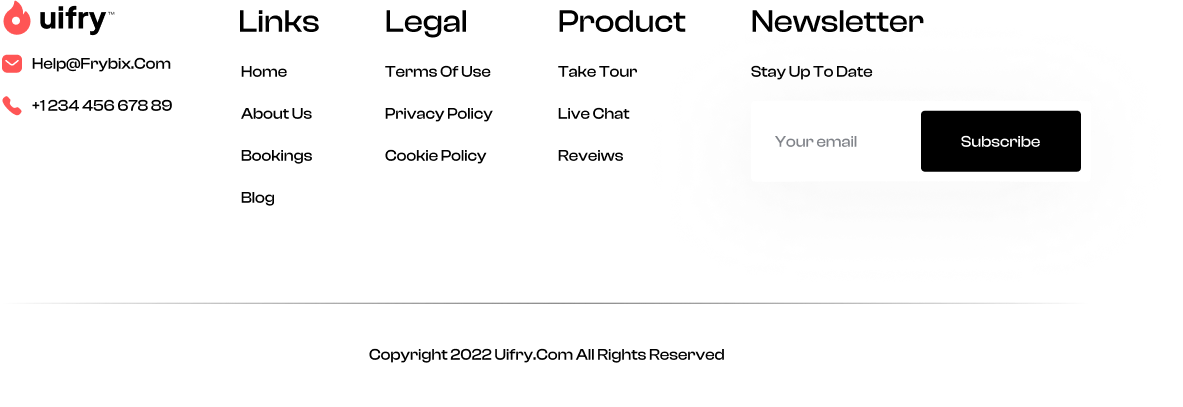 uifry™
Help@Frybix.Com
+1 234 456 678 89
Links
Home
About Us
Bookings
Blog
Legal
Terms Of Use
Privacy Policy
Cookie Policy
Product
Take Tour
Live Chat
Reveiws
Newsletter
Stay Up To Date
Your email
Subscribe
Copyright 2022 Uifry.Com All Rights Reserved